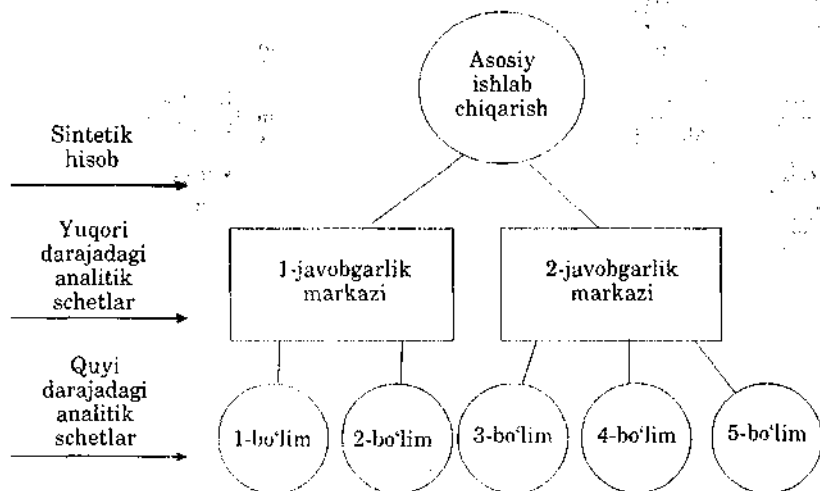 Asosiy
ishlab
chiqarish
Sintetik
hisob
Yuqori
darajadagi
analitik
schetlar
1-javobgarlik
markazi
2-javobgarlik
markazi
Quyi
darajadagi
analitik
schetlar
1-bo‘lim
2-bo‘lim
3-bo‘lim
4-bo‘lim
5-bo‘lim